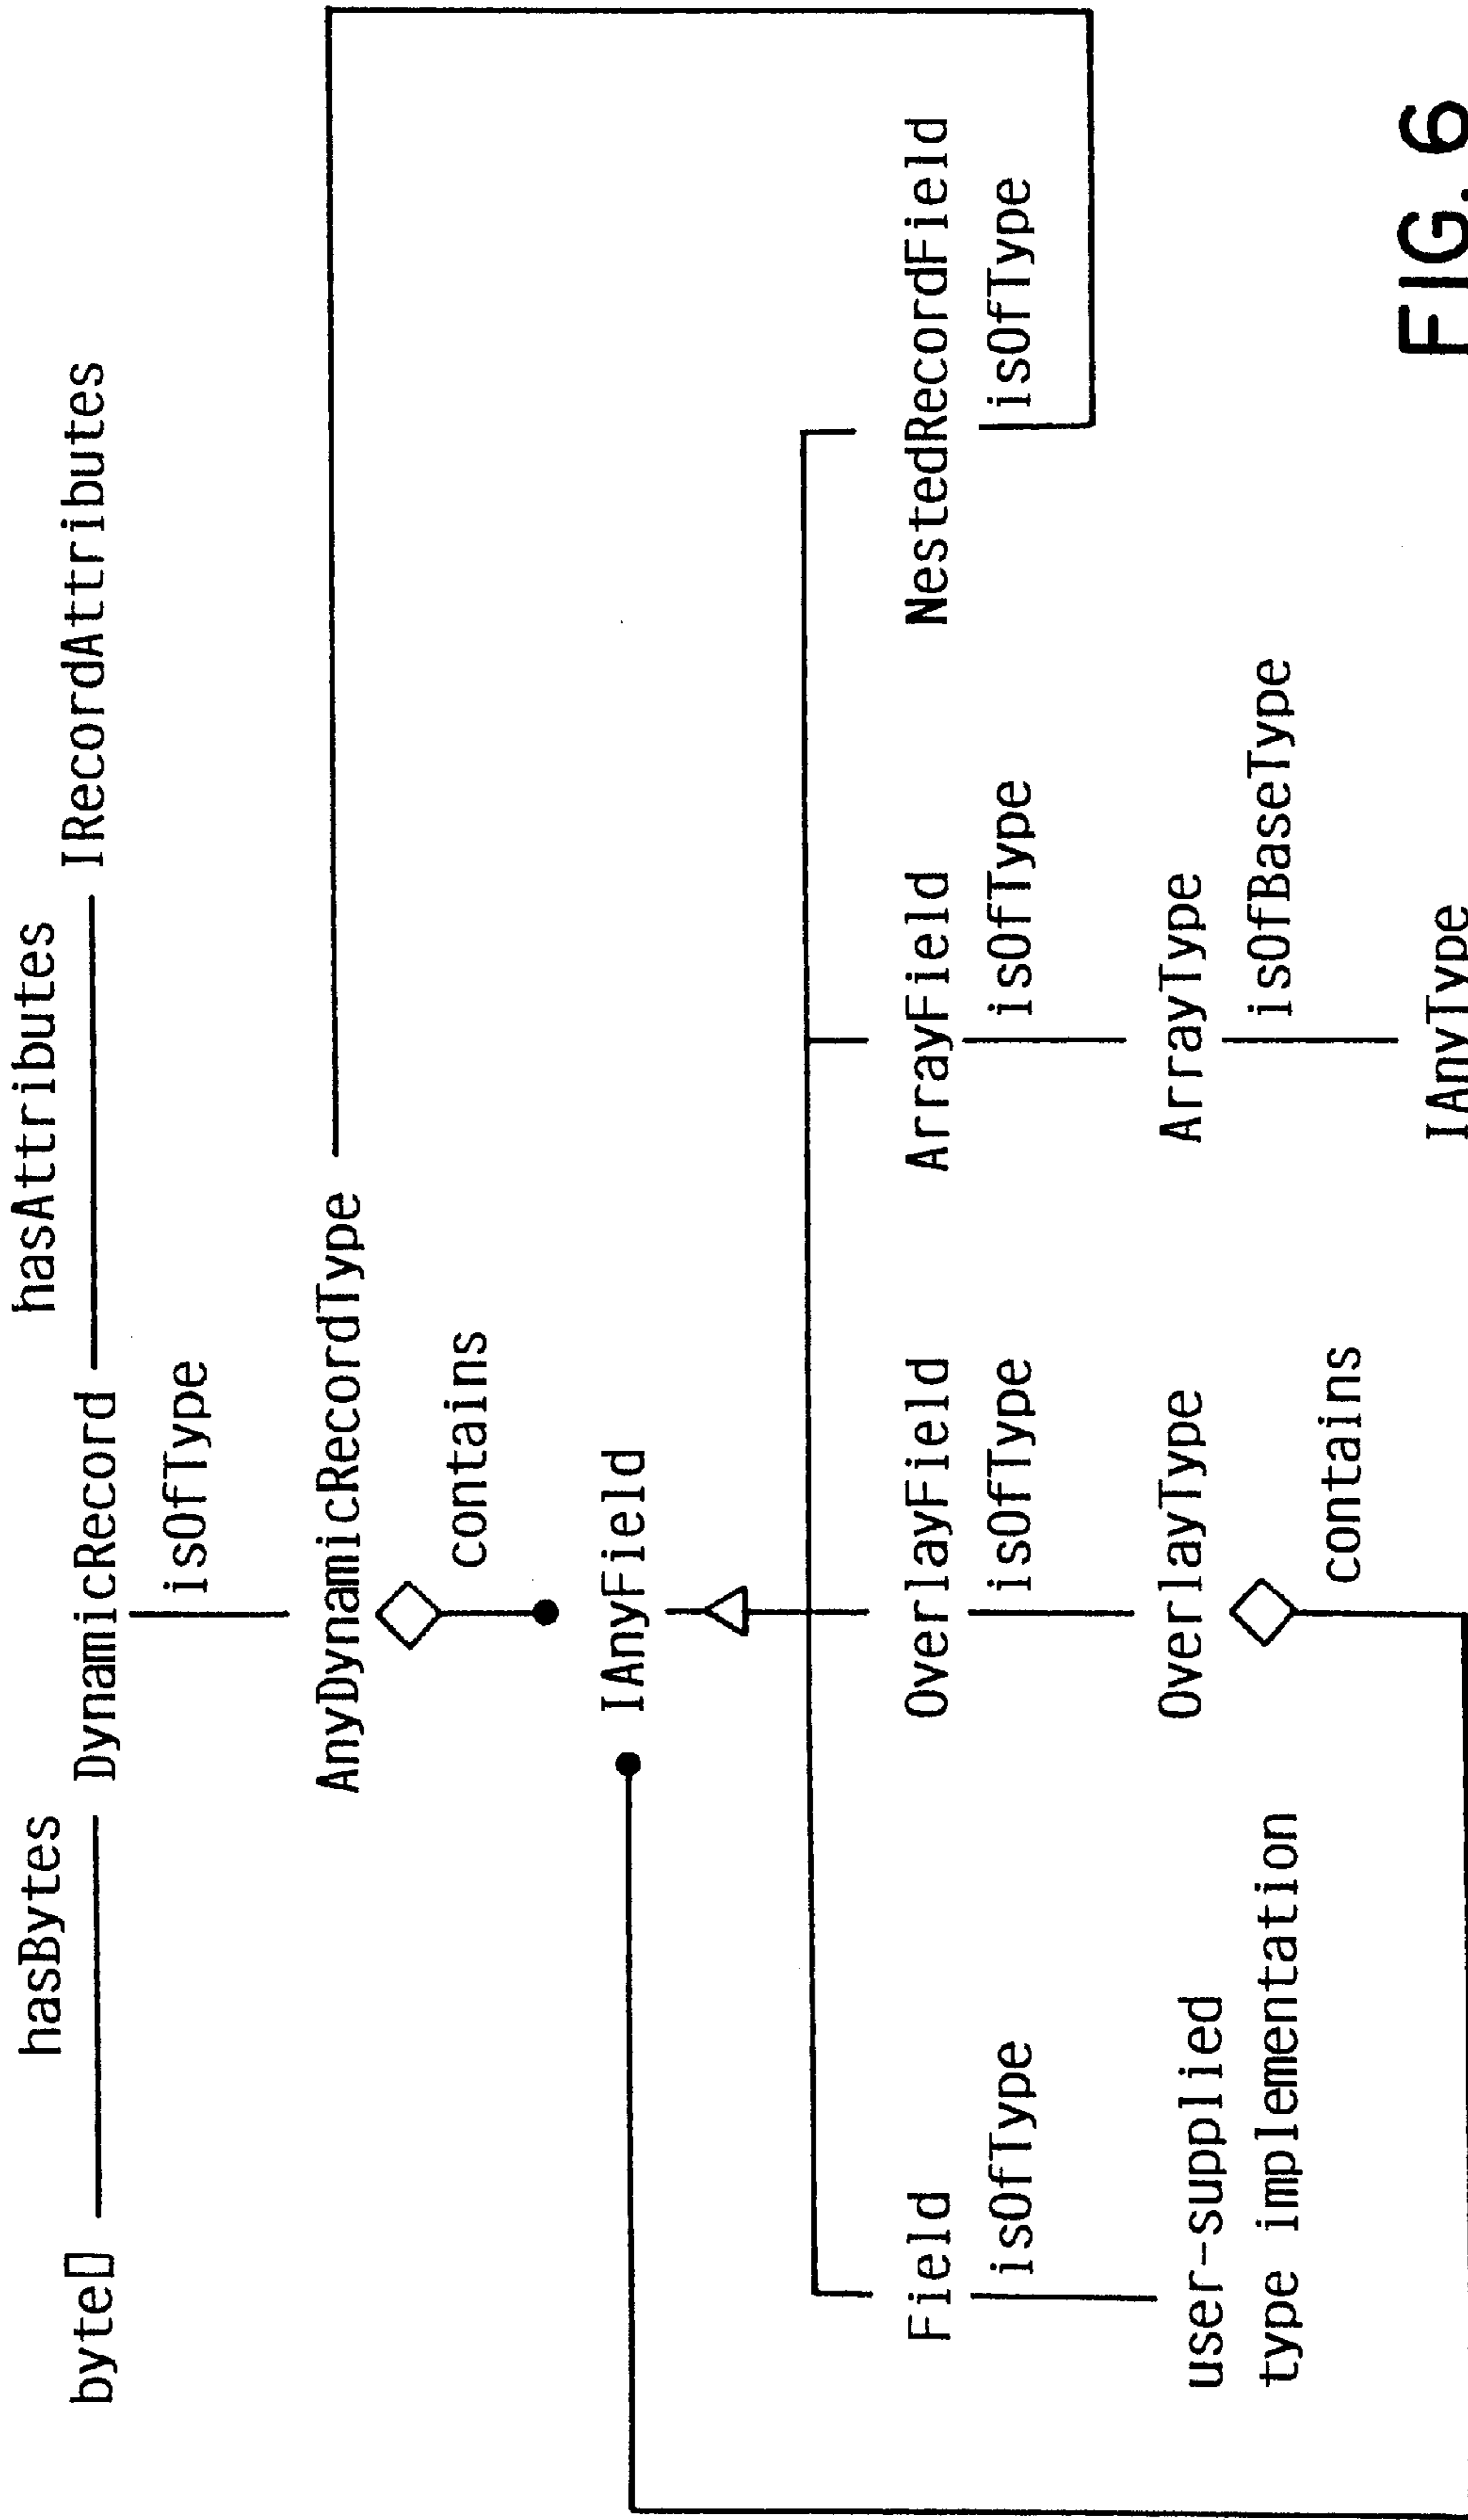 hasBytes hasAttributes
byte[] DynamicRecord IRecordAttributes
isOfType
AnyDynamicRecordType
contains
IAnyField
Field OverlayField ArrayField NestedRecordField
isOfType isOfType isOfType isOfType
user-supplied OverlayType ArrayType
type implementation contains isOfBaseType
IAnyType
FIG. 6